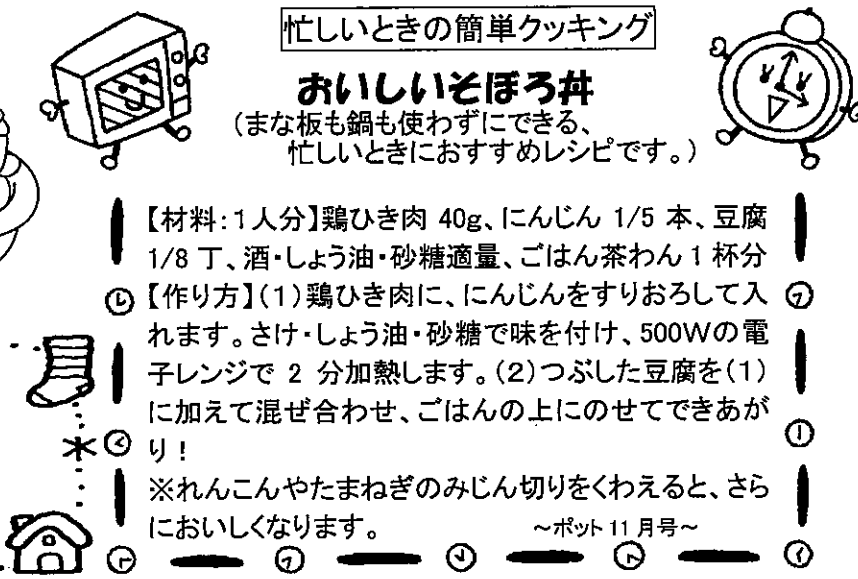 忙しいときの簡単クッキング
おいしいそぼろ丼
(まな板も鍋も使わずにできる、
忙しいときにおすすめレシピです。)
【材料:1人分】鶏ひき肉 40g、にんじん 1/5 本、豆腐
1/8 丁、酒・しょう油・砂糖適量、ごはん茶わん 1 杯分
【作り方】(1)鶏ひき肉に、にんじんをすりおろして入
れます。さけ・しょう油・砂糖で味を付け、500Wの電
子レンジで 2 分加熱します。(2)つぶした豆腐を(1)
に加えて混ぜ合わせ、ごはんの上にのせてできあが
り!
※れんこんやたまねぎのみじん切りをくわえると、さら
においしくなります。 ~ポット 11 月号~